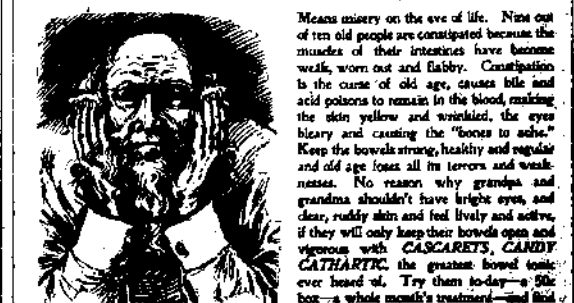 Means misery on the eve of life. Nine out
of ten old people are constipated because the
muscles of their intestines have become
weak, worn out and flabby. Constipation
is the curse of old age, causes bile and
acid poisons to remain in the blood, making
the skin yellow and wrinkled, the eyes
bleary and causing the "bones to ache."
Keep the bowels strong, healthy and regular
and old age loses all its terrors and weak-
nesses. No reason why grandpa and
grandma shouldn't have bright eyes, and
clear, ruddy skin and feel lively and active,
if they will only keep their bowels open and
vigorous with CASCARETS, CANDY
CATHARTIC, the greatest bowel tonic
ever heard of. Try them to-day—a 50c
box—a whole month's treatment—and find